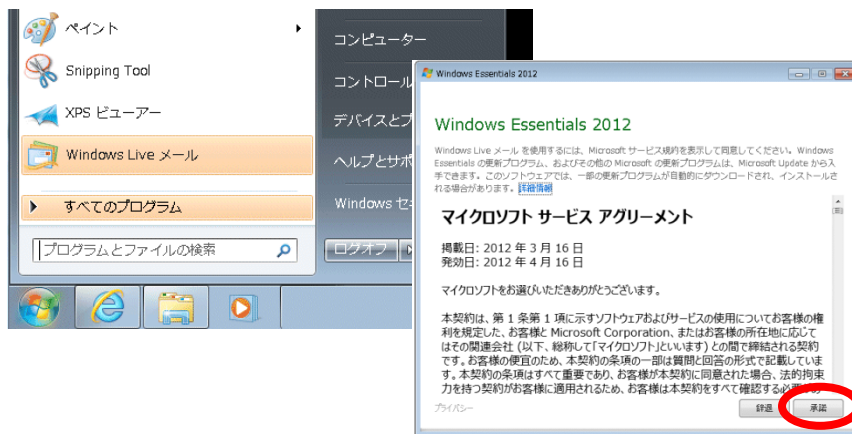 ペイント
Snipping Tool
XPS ビューアー
Windows Live メール
すべてのプログラム
プログラムとファイルの検索
コンピューター
コントロール
デバイスとプ
ヘルプとサポ
Windows セキ
ログオフ
Windows Essentials 2012
Windows Essentials 2012
Windows Live メール を使用するには、Microsoft サービス規約を表示して同意してください。Windows
Essentials の更新プログラム、およびその他の Microsoft の更新プログラムは、Microsoft Update から入
手できます。このソフトウェアでは、一部の更新プログラムが自動的にダウンロードされ、インストールさ
れる場合があります。詳細情報
マイクロソフト サービス アグリーメント
掲載日: 2012 年 3 月 16 日
発効日: 2012 年 4 月 16 日
マイクロソフトをお選びいただきありがとうございます。
本契約は、第 1 条第 1 項に示すソフトウェアおよびサービスの使用についてお客様の権
利を規定した、お客様と Microsoft Corporation、またはお客様の所在地に応じて
はその関連会社 (以下、総称して「マイクロソフト」といいます) との間で締結される契約
です。お客様の便宜のため、本契約の条項の一部は質問と回答の形式で記載していま
す。本契約の条項はすべて重要であり、お客様が本契約に同意された場合、法的拘束
力を持つ契約がお客様に適用されるため、お客様は本契約をすべて確認する必要があ
プライバシー
辞退
承諾